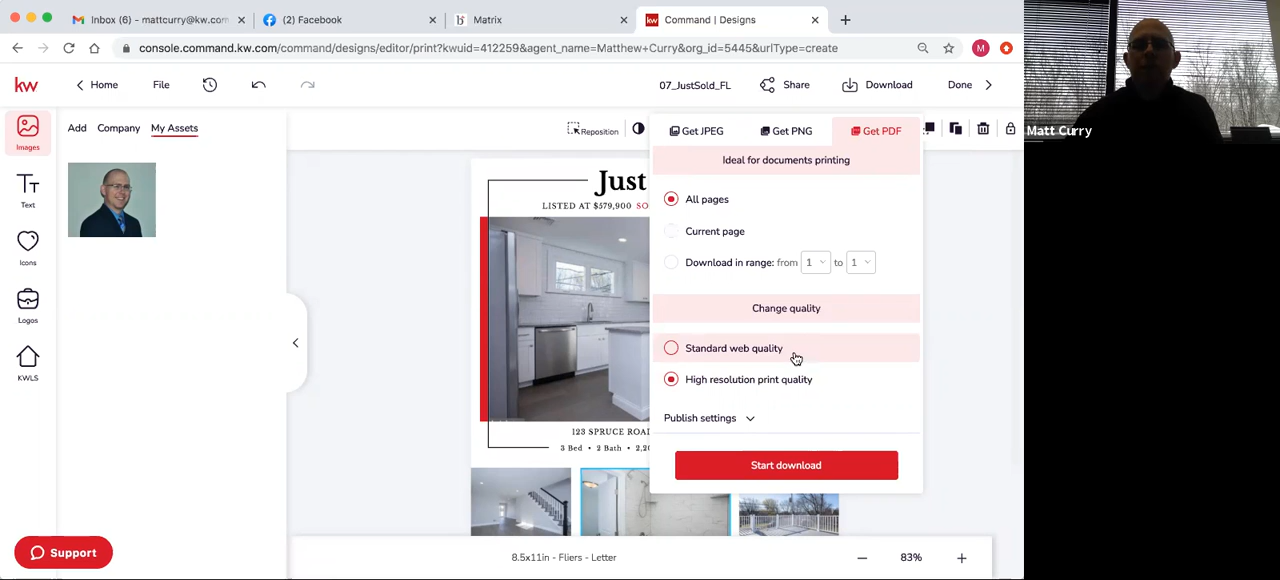 Inbox (6) - mattcurry@kw.com
(2) Facebook
Matrix
kw
Command | Designs
console.command.kw.com/command/designs/editor/print?kwuid=412259&agent_name=Matthew+Curry&org_id=5445&urlType=create
M
kw
Home
File
07_JustSold_FL
Share
Download
Done
Images
Add
Company
My Assets
Reposition
Get JPEG
Get PNG
Get PDF
Matt Curry
Ideal for documents printing
Text
Just
All pages
LISTED AT $579,900 SO
Current page
Icons
Download in range: from 1 to 1
Logos
Change quality
Standard web quality
KWLS
High resolution print quality
Publish settings
123 SPRUCE ROA
3 Bed • 2 Bath • 2,2
Start download
Support
8.5x11in - Fliers - Letter
83%